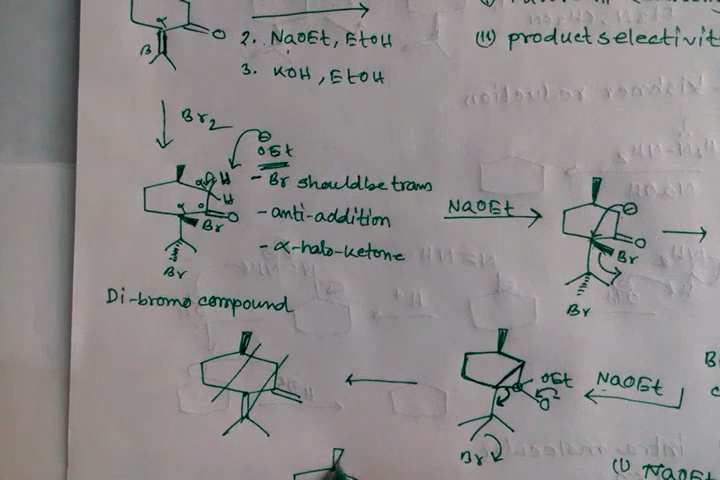 2. NaOEt, EtOH
(iii) product selectivit
3. KOH, EtOH
B
O
Br2
⊖
OEt
α H
H
- Br should be trans
α
O
Br
- anti-addition
- α-halo-ketone
Br
Di-bromo compound
NaOEt
⊖
O
Br
Br
OEt
O
NaOEt
Br
B
c
(i) NaOEt